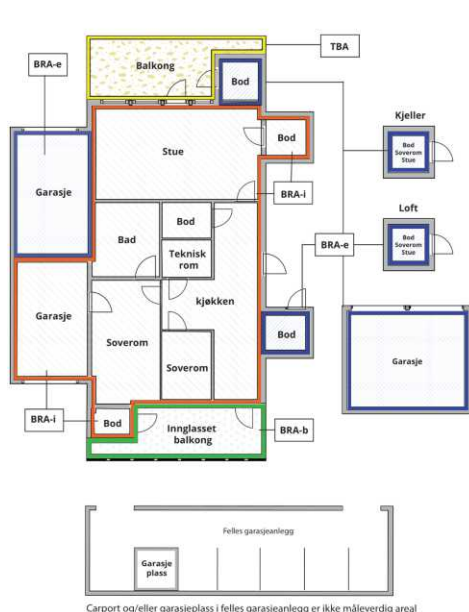 TBA
BRA-e
Balkong
Bod
Kjeller
Stue
Bod
Bod
Soverom
Stue
Garasje
BRA-i
Loft
Bod
Bad
Teknisk
rom
BRA-e
Bod
Soverom
Stue
kjøkken
Garasje
Soverom
Bod
Soverom
Garasje
BRA-i
Bod
Innglasset
balkong
BRA-b
Felles garasjeanlegg
Garasje
plass
Carport og/eller garasjeplass i felles garasjeanlegg er ikke måleverdig areal